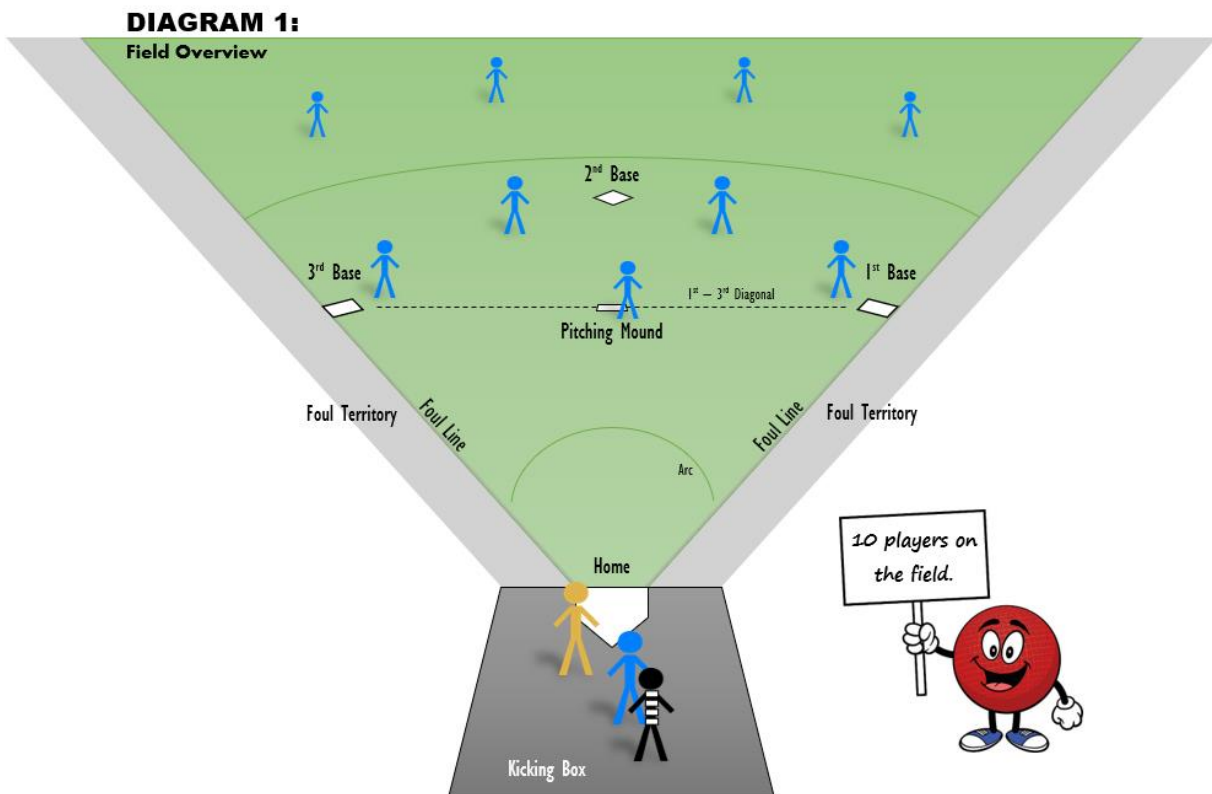 DIAGRAM 1:
Field Overview
2nd Base
3rd Base
1st Base
1st – 3rd Diagonal
Pitching Mound
Foul Territory
Foul Line
Foul Line
Foul Territory
Arc
10 players on
the field.
Home
Kicking Box